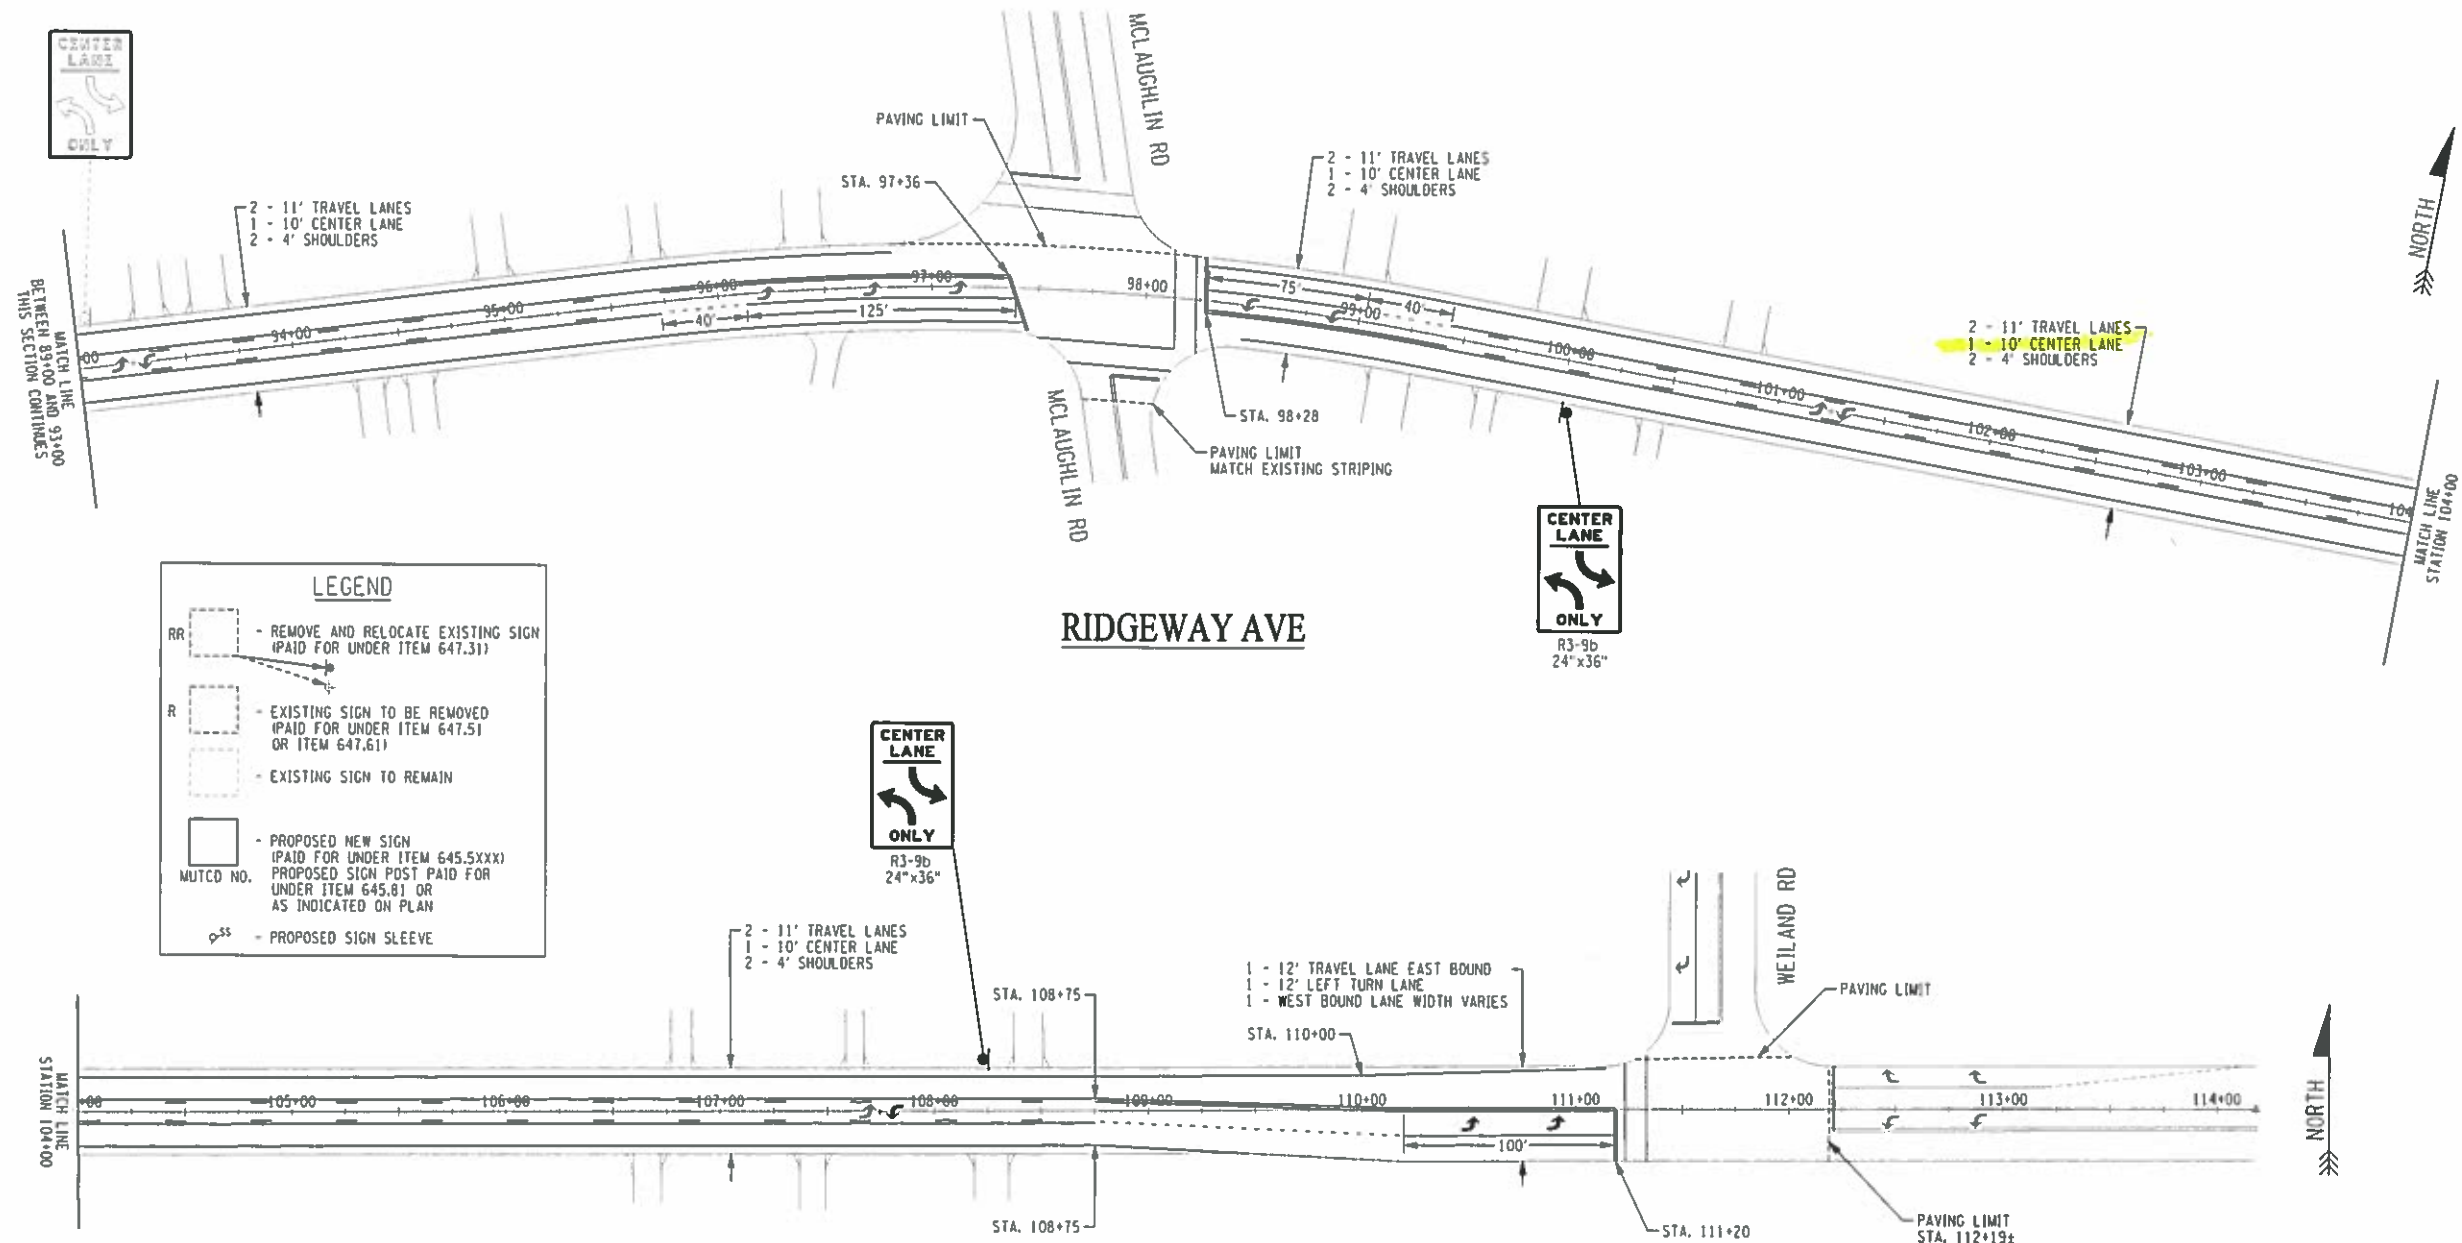 CENTER
LANE
ONLY
MCLAUGHLIN RD
PAVING LIMIT
STA. 97+36
2 - 11' TRAVEL LANES
1 - 10' CENTER LANE
2 - 4' SHOULDERS
2 - 11' TRAVEL LANES
1 - 10' CENTER LANE
2 - 4' SHOULDERS
NORTH
2 - 11' TRAVEL LANES
1 - 10' CENTER LANE
2 - 4' SHOULDERS
MATCH LINE
BETWEEN 89+00 AND 93+00
THIS SECTION CONTINUES
00
94+00
95+00
96+00
97+00
98+00
99+00
100+00
101+00
102+00
103+00
104
40'
125'
75'
40'
STA. 98+28
PAVING LIMIT
MATCH EXISTING STRIPING
MCLAUGHLIN RD
MATCH LINE
STATION 104+00
CENTER
LANE
ONLY
R3-9b
24"x36"
RIDGEWAY AVE
LEGEND
RR
- REMOVE AND RELOCATE EXISTING SIGN
(PAID FOR UNDER ITEM 647.31)
R
- EXISTING SIGN TO BE REMOVED
(PAID FOR UNDER ITEM 647.51
OR ITEM 647.61)
- EXISTING SIGN TO REMAIN
- PROPOSED NEW SIGN
(PAID FOR UNDER ITEM 645.5XXX)
MUTCD NO. PROPOSED SIGN POST PAID FOR
UNDER ITEM 645.81 OR
AS INDICATED ON PLAN
SS - PROPOSED SIGN SLEEVE
CENTER
LANE
ONLY
R3-9b
24"x36"
2 - 11' TRAVEL LANES
1 - 10' CENTER LANE
2 - 4' SHOULDERS
STA. 108+75
1 - 12' TRAVEL LANE EAST BOUND
1 - 12' LEFT TURN LANE
1 - WEST BOUND LANE WIDTH VARIES
STA. 110+00
WEILAND RD
PAVING LIMIT
NORTH
MATCH LINE
STATION 104+00
+00
105+00
106+00
107+00
108+00
109+00
110+00
111+00
112+00
113+00
114+00
100'
STA. 108+75
STA. 111+20
PAVING LIMIT
STA. 112+19±